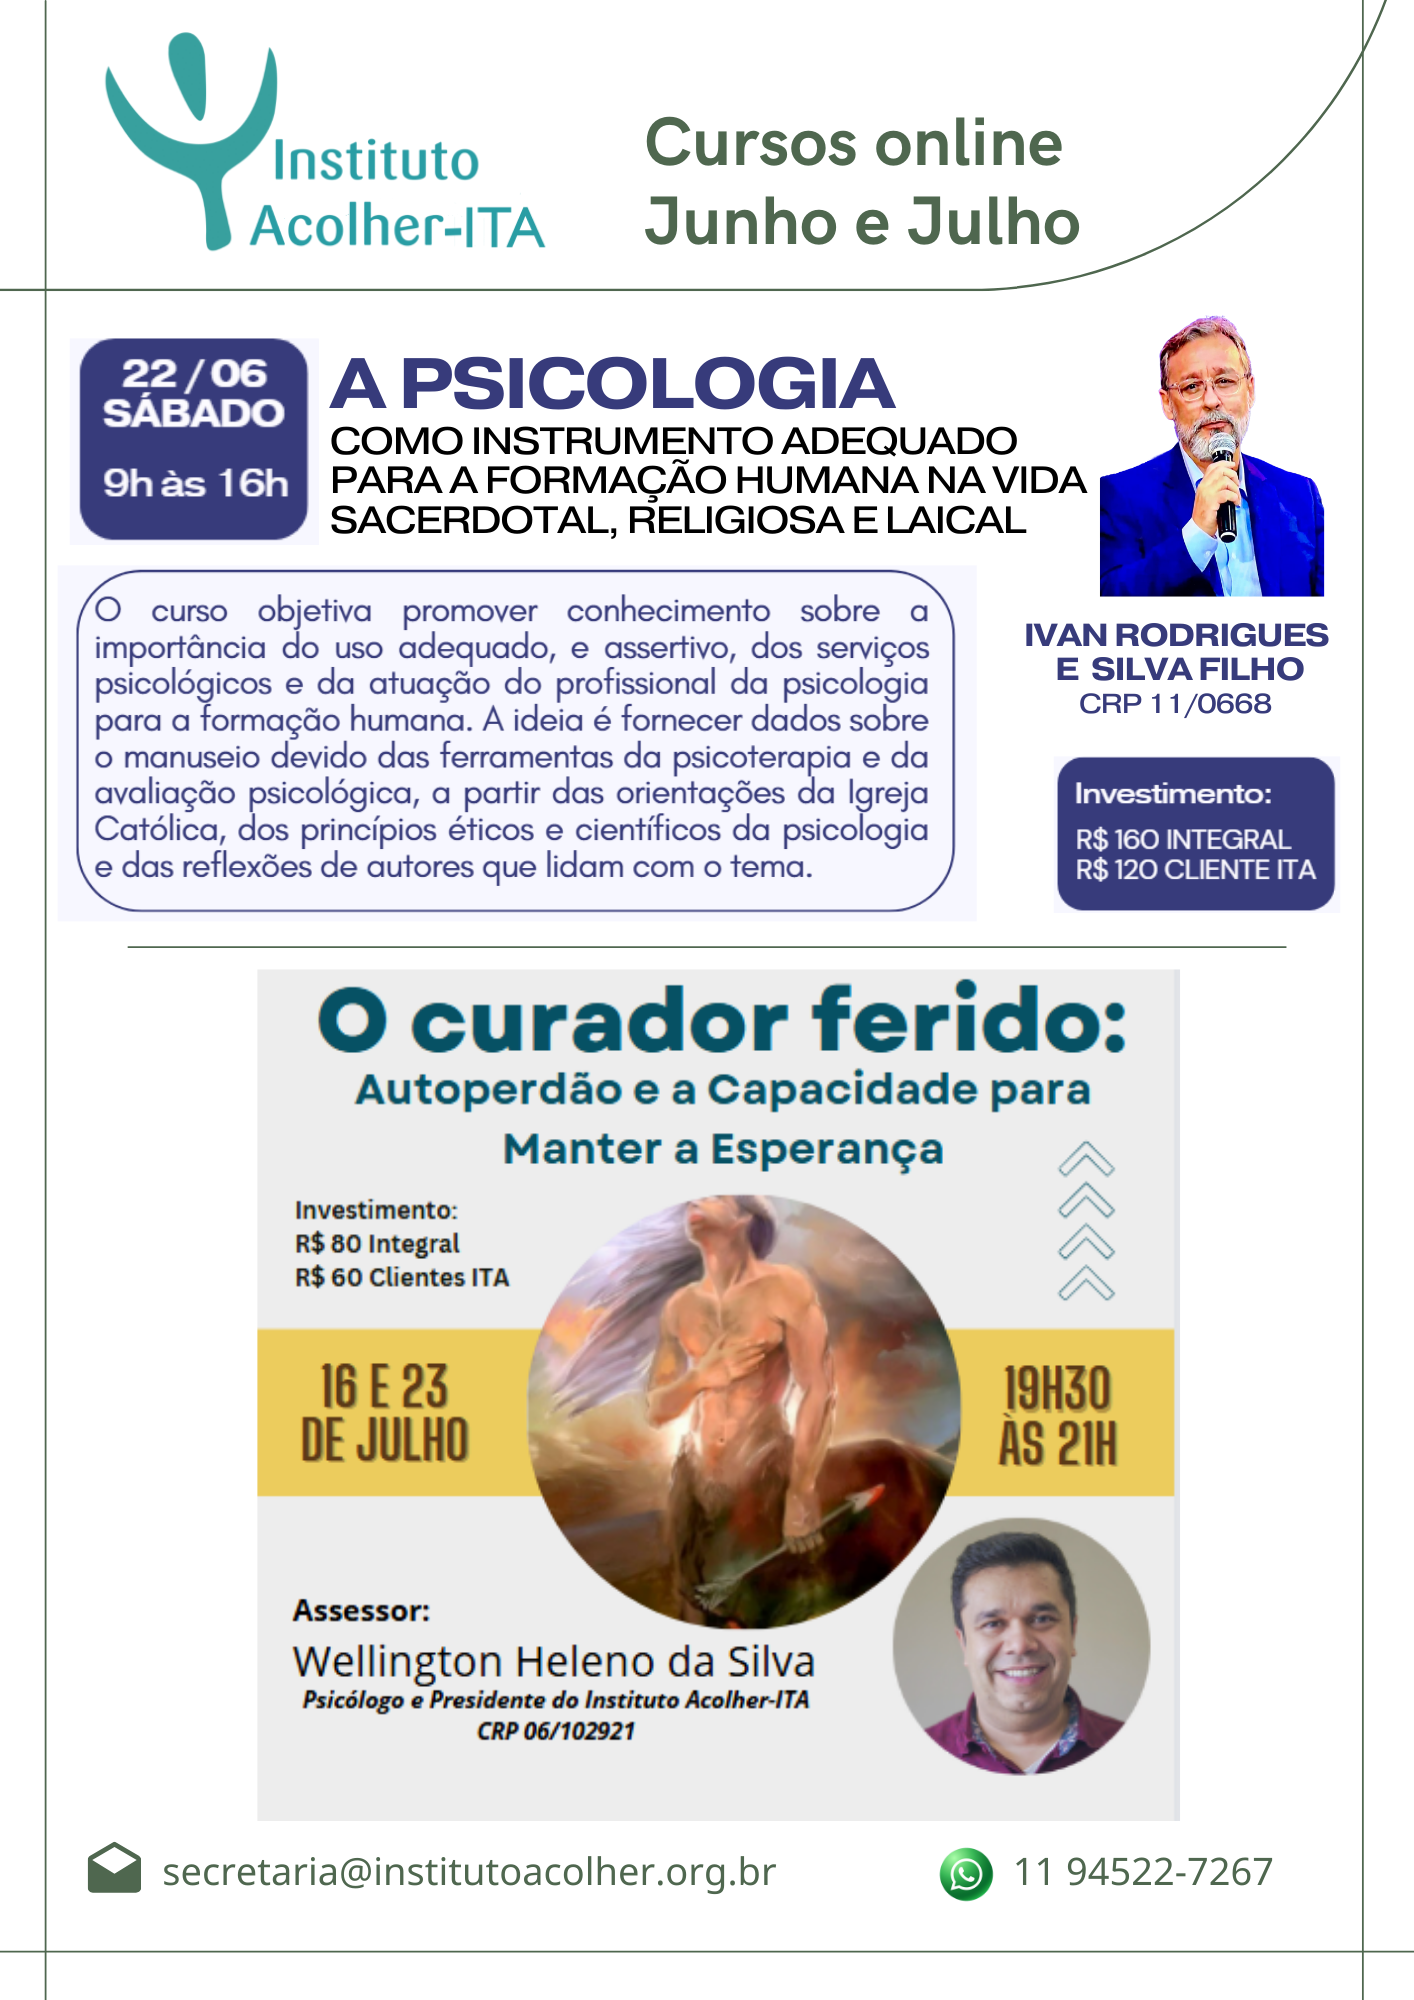 Instituto
Acolher-ITA
Cursos online
Junho e Julho
22 / 06
SÁBADO
9h às 16h
A PSICOLOGIA
COMO INSTRUMENTO ADEQUADO
PARA A FORMAÇÃO HUMANA NA VIDA
SACERDOTAL, RELIGIOSA E LAICAL
O curso objetiva promover conhecimento sobre a
importância do uso adequado, e assertivo, dos serviços
psicológicos e da atuação do profissional da psicologia
para a formação humana. A ideia é fornecer dados sobre
o manuseio devido das ferramentas da psicoterapia e da
avaliação psicológica, a partir das orientações da Igreja
Católica, dos princípios éticos e científicos da psicologia
e das reflexões de autores que lidam com o tema.
IVAN RODRIGUES
E SILVA FILHO
CRP 11/0668
Investimento:
R$ 160 INTEGRAL
R$ 120 CLIENTE ITA
O curador ferido:
Autoperdão e a Capacidade para
Manter a Esperança
Investimento:
R$ 80 Integral
R$ 60 Clientes ITA
16 E 23
DE JULHO
19H30
ÀS 21H
Assessor:
Wellington Heleno da Silva
Psicólogo e Presidente do Instituto Acolher-ITA
CRP 06/102921
secretaria@institutoacolher.org.br
11 94522-7267